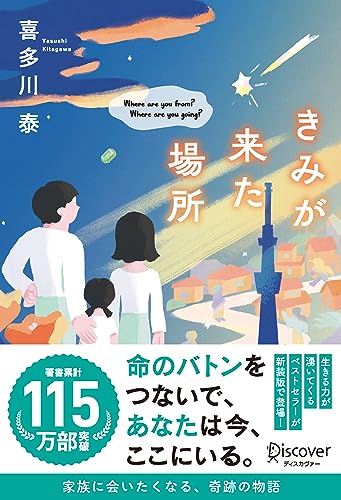 喜多川泰
Yasushi
Kitagawa
Where are you from?
Where are you going?
きみが
来た
場所
生きる力が
湧いてくる
ベストセラーが
新装版で登場!
著書累計
115
万部突破
命のバトンを
つないで、
あなたは今、
ここにいる。
Discover
ディスカヴァー
家族に会いたくなる、奇跡の物語